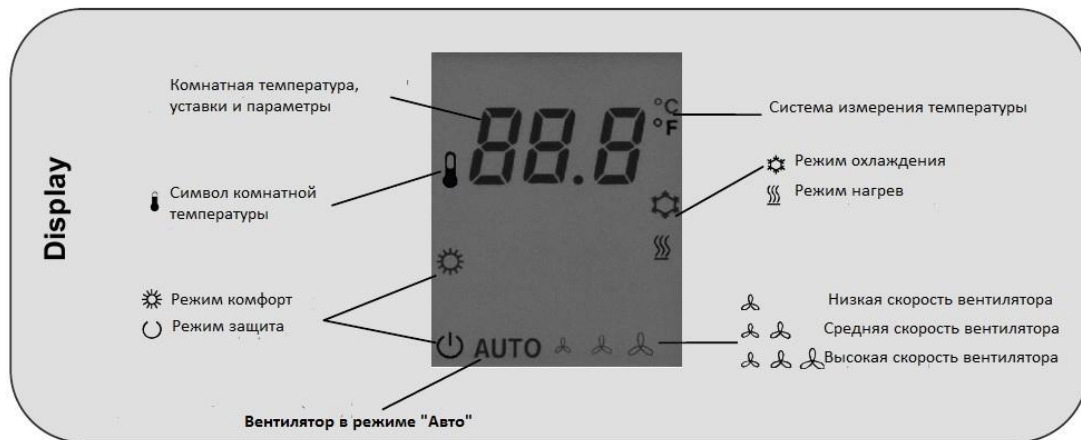 Display
Комнатная температура,
уставки и параметры
Символ комнатной
температуры
Режим комфорт
Режим защита
88.8
°C
°F
AUTO
Вентилятор в режиме "Авто"
Система измерения температуры
Режим охлаждения
Режим нагрев
Низкая скорость вентилятора
Средняя скорость вентилятора
Высокая скорость вентилятора